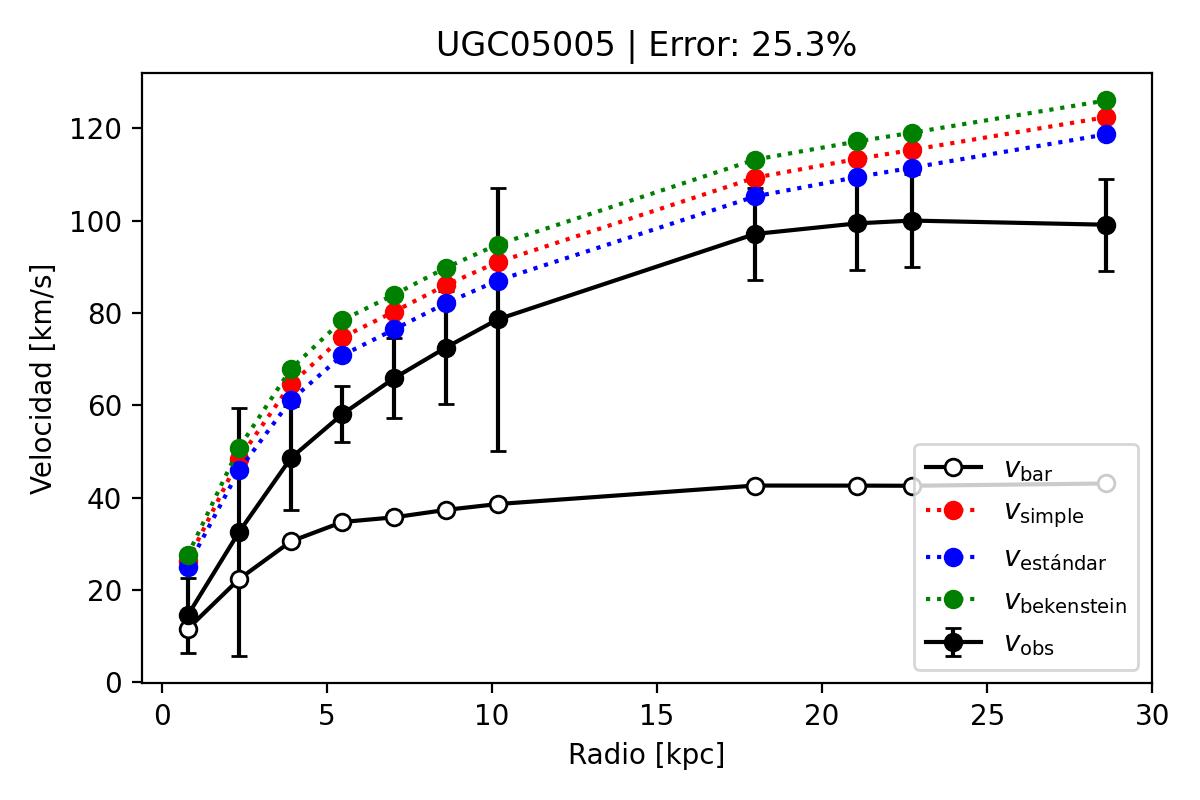 UGC05005 | Error: 25.3%
Velocidad [km/s]
120
100
80
60
40
20
0
v_bar
v_simple
v_estándar
v_bekenstein
v_obs
0 5 10 15 20 25 30
Radio [kpc]